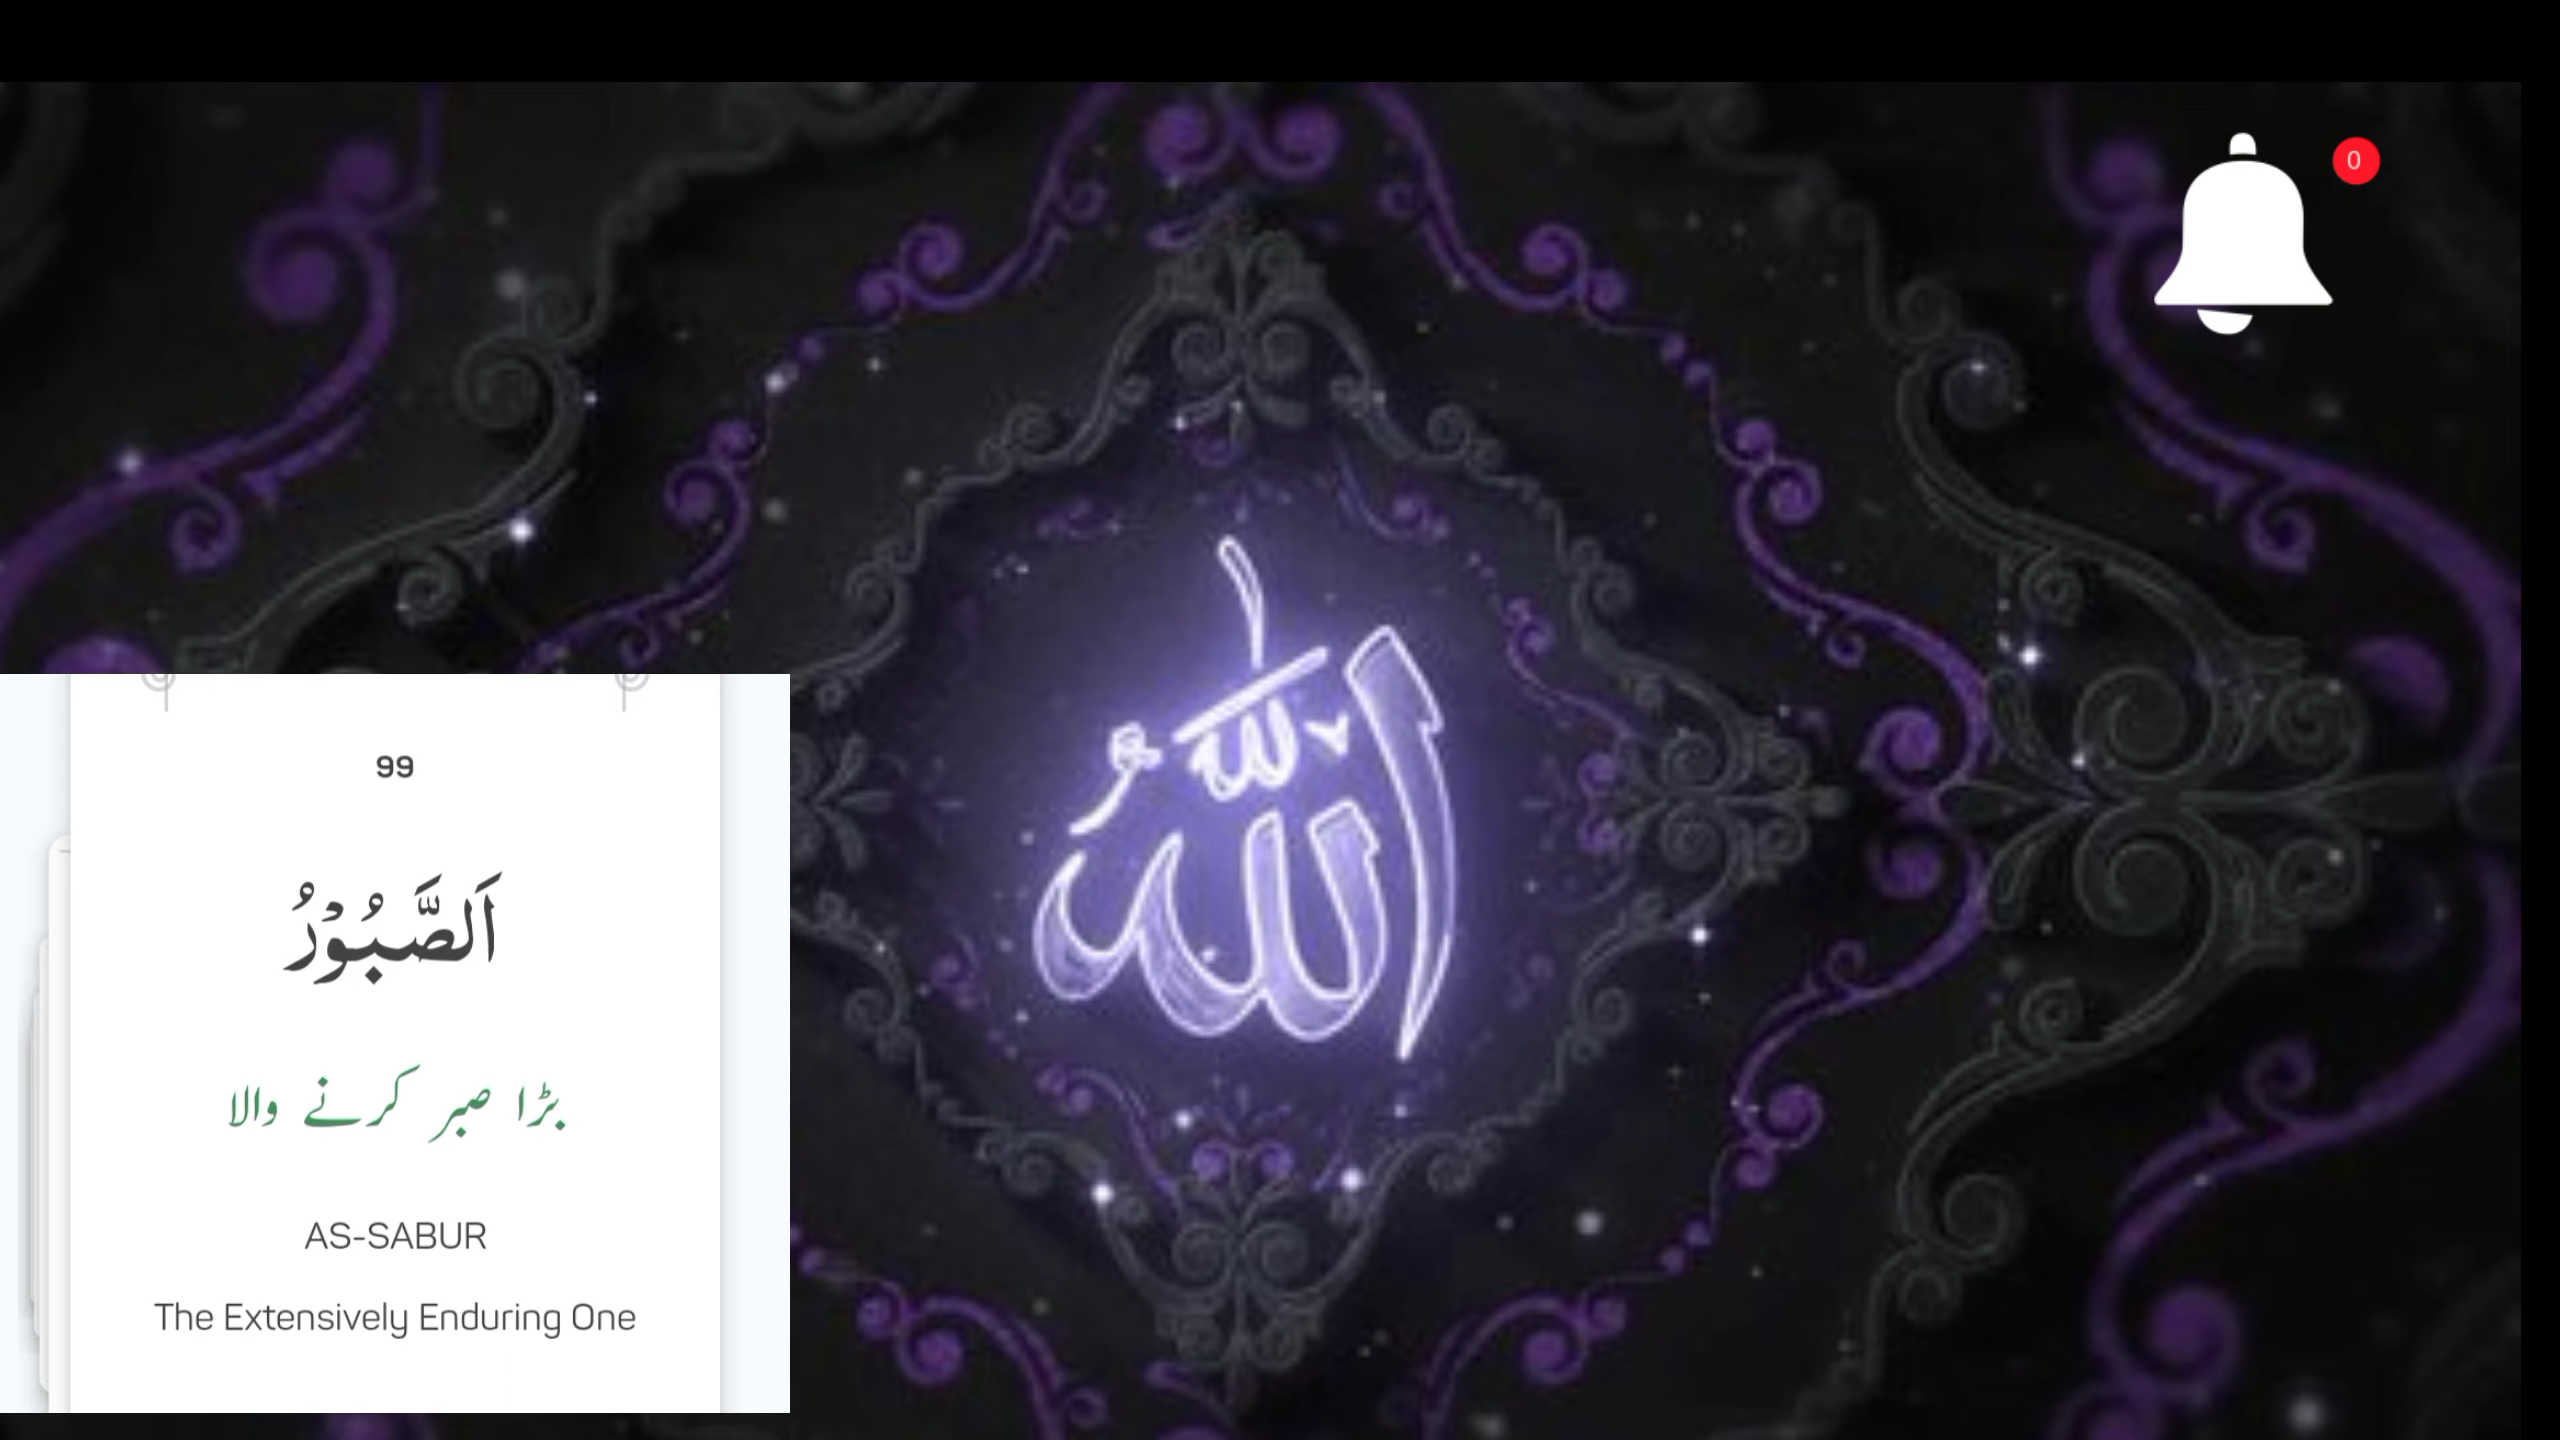 0
الله
99
اَلصَّبُوْرُ
بڑا صبر کرنے والا
AS-SABUR
The Extensively Enduring One